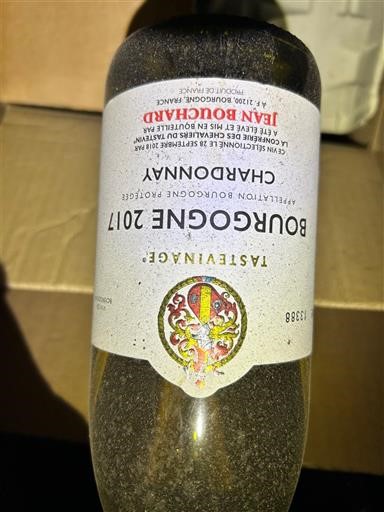 13388
TASTEVINAGE®
BOURGOGNE 2017
APPELLATION BOURGOGNE PROTÉGÉE
CHARDONNAY
CE VIN SÉLECTIONNÉ LE 28 SEPTEMBRE 2018 PAR
LA CONFRÉRIE DES CHEVALIERS DU TASTEVIN,
A ÉTÉ ÉLEVÉ ET MIS EN BOUTEILLE PAR
JEAN BOUCHARD
À F. 21200, BOURGOGNE, FRANCE
PRODUIT DE FRANCE